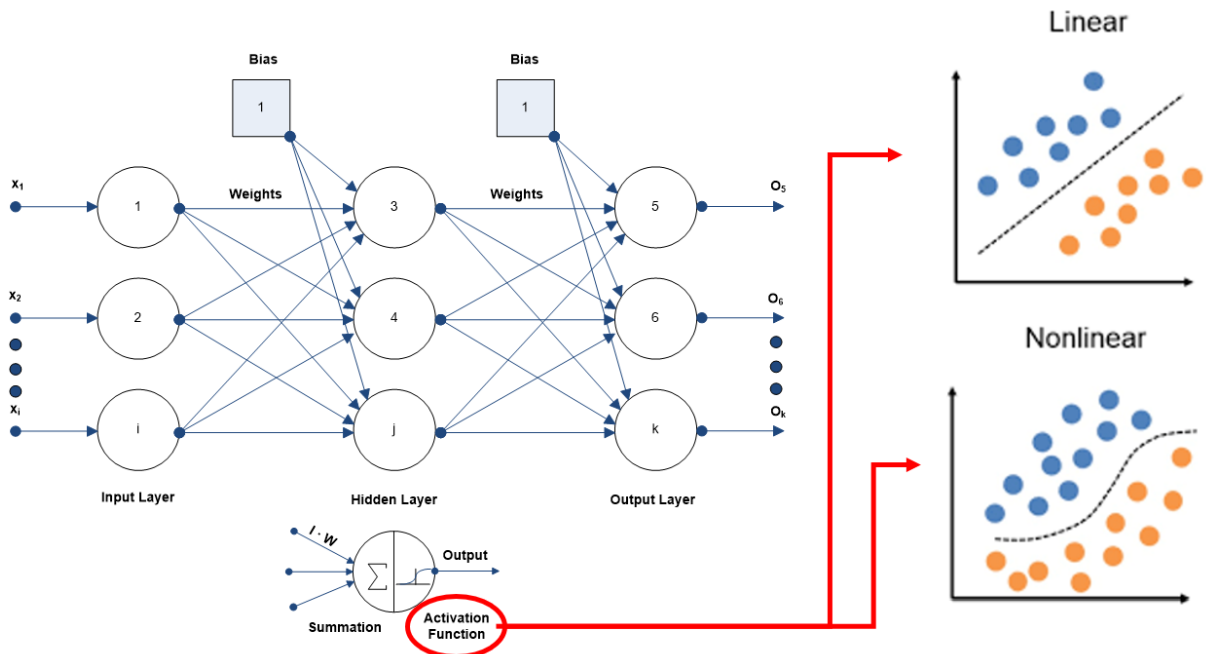 Linear
Bias
Bias
1
1
x₁
Weights
Weights
O₅
1
3
5
x₂
O₆
2
4
6
xᵢ
Oₖ
i
j
k
Nonlinear
Input Layer
Hidden Layer
Output Layer
I · W
Σ
Output
Summation
Activation
Function